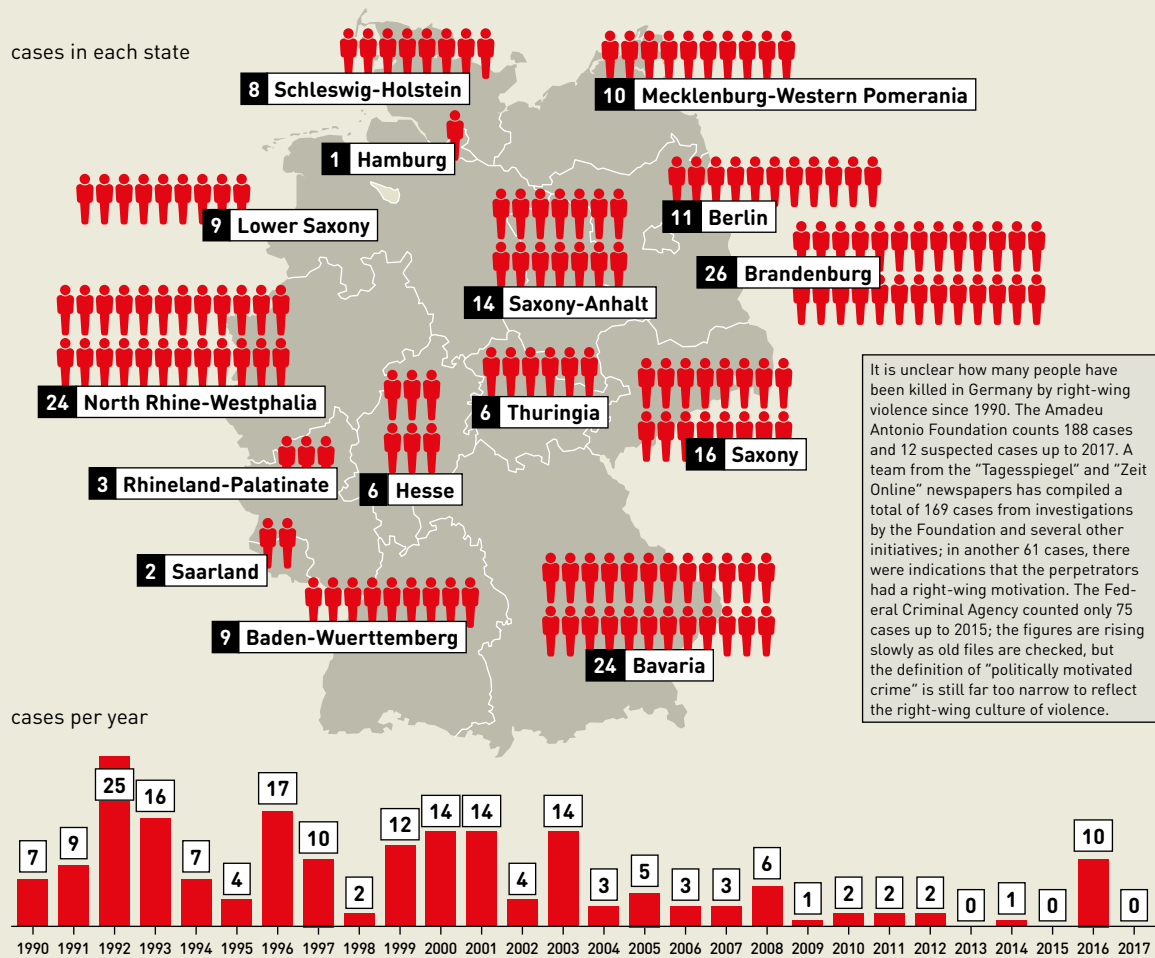 cases in each state
8 Schleswig-Holstein
10 Mecklenburg-Western Pomerania
1 Hamburg
11 Berlin
9 Lower Saxony
26 Brandenburg
14 Saxony-Anhalt
24 North Rhine-Westphalia
6 Thuringia
16 Saxony
3 Rhineland-Palatinate
6 Hesse
2 Saarland
9 Baden-Wuerttemberg
24 Bavaria
It is unclear how many people have
been killed in Germany by right-wing
violence since 1990. The Amadeu
Antonio Foundation counts 188 cases
and 12 suspected cases up to 2017. A
team from the "Tagesspiegel" and "Zeit
Online" newspapers has compiled a
total of 169 cases from investigations
by the Foundation and several other
initiatives; in another 61 cases, there
were indications that the perpetrators
had a right-wing motivation. The Fed-
eral Criminal Agency counted only 75
cases up to 2015; the figures are rising
slowly as old files are checked, but
the definition of "politically motivated
crime" is still far too narrow to reflect
the right-wing culture of violence.
cases per year
7 9 25 16 7 4 17 10 2 12 14 14 4 14 3 5 3 3 6 1 2 2 2 0 1 0 10 0
1990 1991 1992 1993 1994 1995 1996 1997 1998 1999 2000 2001 2002 2003 2004 2005 2006 2007 2008 2009 2010 2011 2012 2013 2014 2015 2016 2017